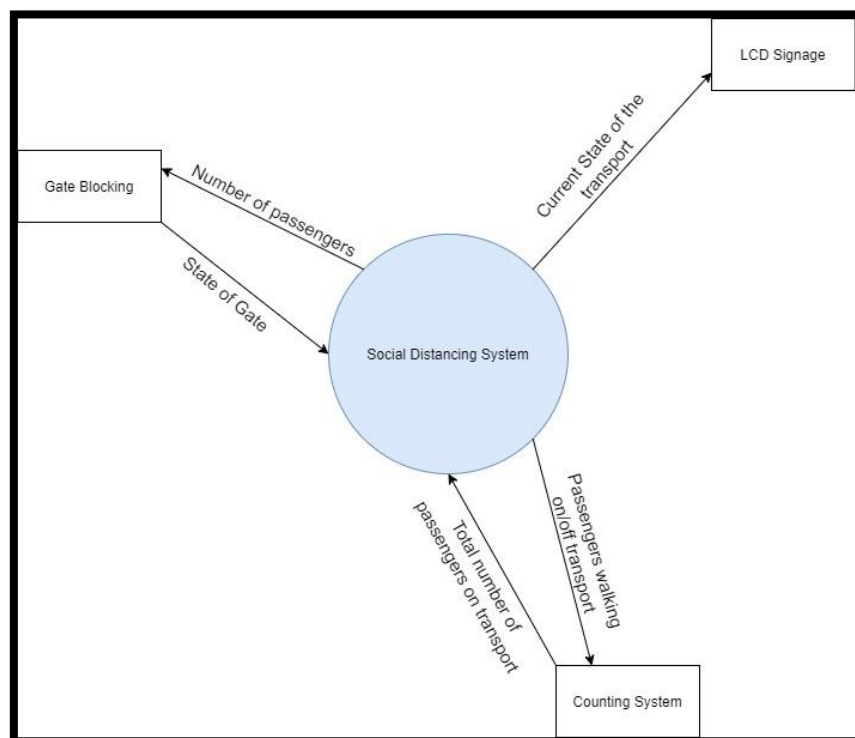 LCD Signage
Current State of the
transport
Gate Blocking
Number of passengers
State of Gate
Social Distancing System
Passengers walking
on/off transport
Total number of
passengers on transport
Counting System